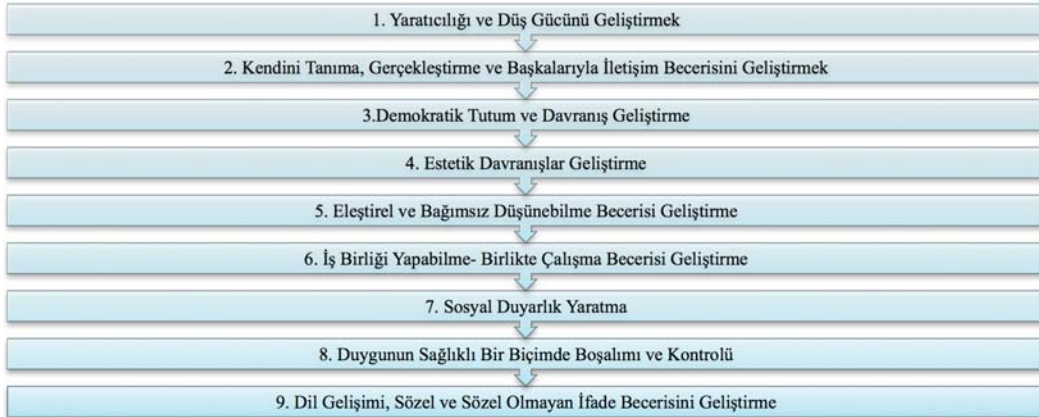 1. Yaratıcılığı ve Düş Gücünü Geliştirmek
2. Kendini Tanıma, Gerçekleştirme ve Başkalarıyla İletişim Becerisini Geliştirmek
3.Demokratik Tutum ve Davranış Geliştirme
4. Estetik Davranışlar Geliştirme
5. Eleştirel ve Bağımsız Düşünebilme Becerisi Geliştirme
6. İş Birliği Yapabilme- Birlikte Çalışma Becerisi Geliştirme
7. Sosyal Duyarlık Yaratma
8. Duygunun Sağlıklı Bir Biçimde Boşalımı ve Kontrolü
9. Dil Gelişimi, Sözel ve Sözel Olmayan İfade Becerisini Geliştirme